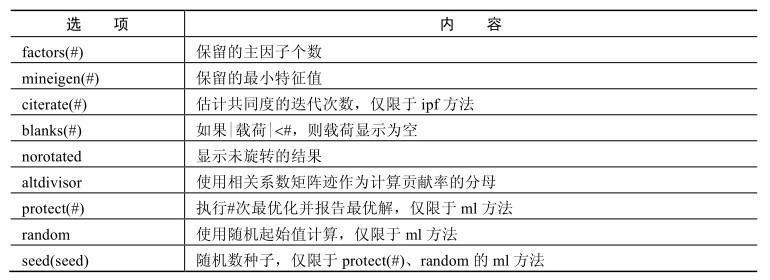 选 项 内 容
factors(#) 保留的主因子个数
mineigen(#) 保留的最小特征值
citerate(#) 估计共同度的迭代次数，仅限于 ipf 方法
blanks(#) 如果|载荷|<#，则载荷显示为空
norotated 显示未旋转的结果
altdivisor 使用相关系数矩阵迹作为计算贡献率的分母
protect(#) 执行#次最优化并报告最优解，仅限于 ml 方法
random 使用随机起始值计算，仅限于 ml 方法
seed(seed) 随机数种子，仅限于 protect(#)、random 的 ml 方法